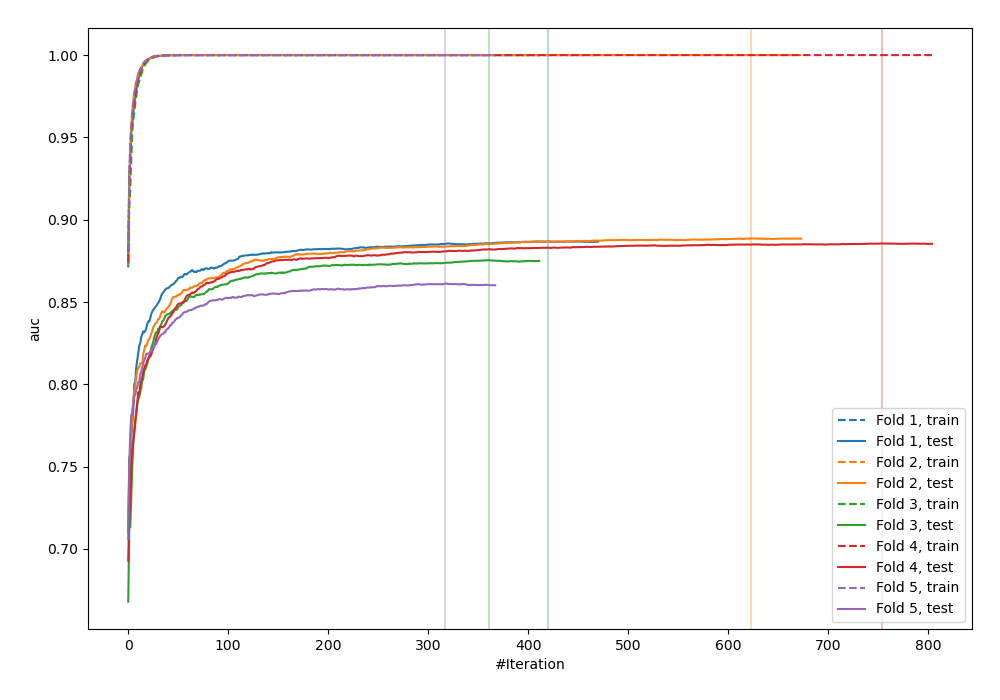 1.00
0.95
0.90
0.85
0.80
0.75
0.70
auc
0
100
200
300
400
500
600
700
800
#Iteration
Fold 1, train
Fold 1, test
Fold 2, train
Fold 2, test
Fold 3, train
Fold 3, test
Fold 4, train
Fold 4, test
Fold 5, train
Fold 5, test